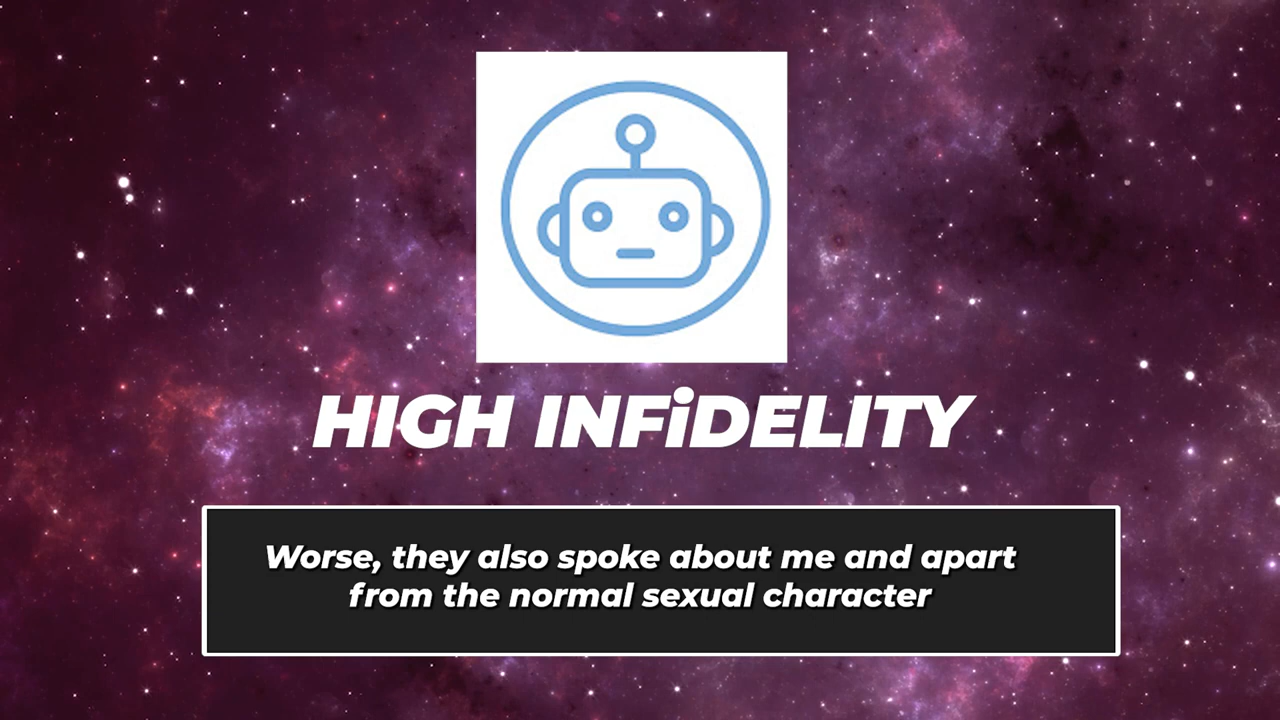 HIGH INFiDELITY
Worse, they also spoke about me and apart
from the normal sexual character